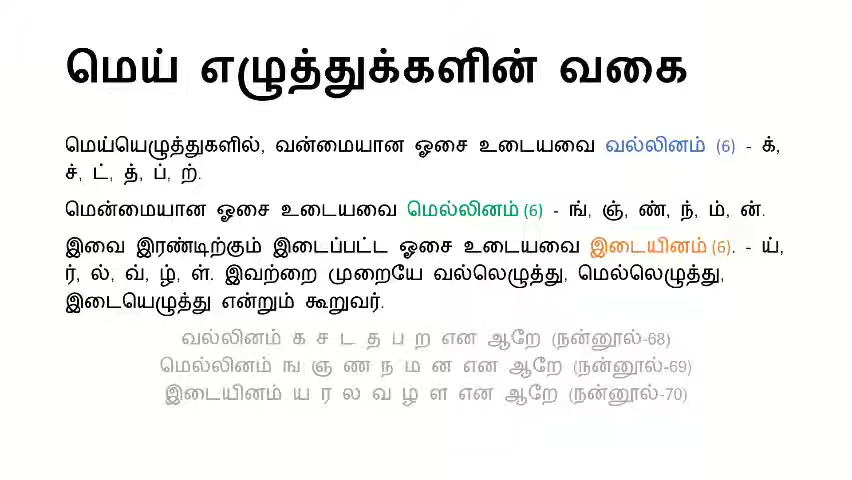 மெய் எழுத்துக்களின் வகை
மெய்யெழுத்துகளில், வன்மையான ஓசை உடையவை வல்லினம் (6) - க்,
ச், ட், த், ப், ற்.
மென்மையான ஓசை உடையவை மெல்லினம் (6) - ங், ஞ், ண், ந், ம், ன்.
இவை இரண்டிற்கும் இடைப்பட்ட ஓசை உடையவை இடையினம் (6). - ய்,
ர், ல், வ், ழ், ள். இவற்றை முறையே வல்லெழுத்து, மெல்லெழுத்து,
இடையெழுத்து என்றும் கூறுவர்.
வல்லினம் க ச ட த ப ற என ஆறே (நன்னூல்-68)
மெல்லினம் ங ஞ ண ந ம ன என ஆறே (நன்னூல்-69)
இடையினம் ய ர ல வ ழ ள என ஆறே (நன்னூல்-70)